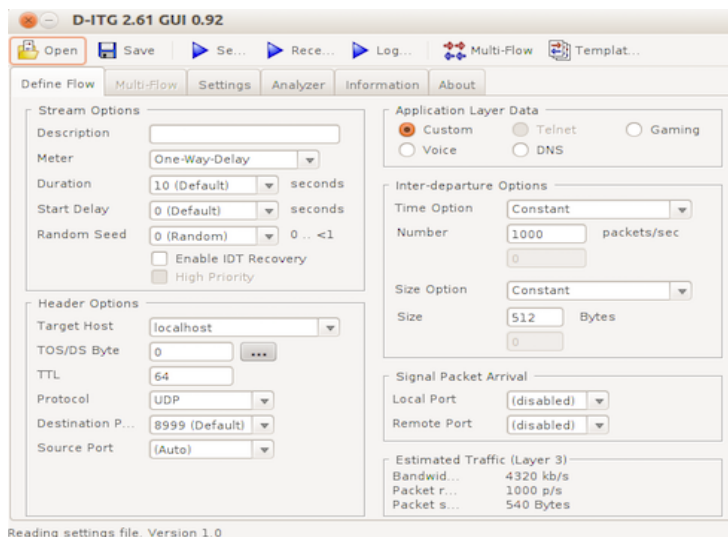 D-ITG 2.61 GUI 0.92
Open Save Se... Rece... Log... Multi-Flow Templat...
Define Flow Multi-Flow Settings Analyzer Information About
Stream Options
Description
Meter One-Way-Delay
Duration 10 (Default) seconds
Start Delay 0 (Default) seconds
Random Seed 0 (Random) 0 .. <1
Enable IDT Recovery
High Priority
Header Options
Target Host localhost
TOS/DS Byte 0 ...
TTL 64
Protocol UDP
Destination P... 8999 (Default)
Source Port (Auto)
Application Layer Data
Custom Telnet Gaming
Voice DNS
Inter-departure Options
Time Option Constant
Number 1000 packets/sec
0
Size Option Constant
Size 512 Bytes
0
Signal Packet Arrival
Local Port (disabled)
Remote Port (disabled)
Estimated Traffic (Layer 3)
Bandwid... 4320 kb/s
Packet r... 1000 p/s
Packet s... 540 Bytes
Reading settings file. Version 1.0